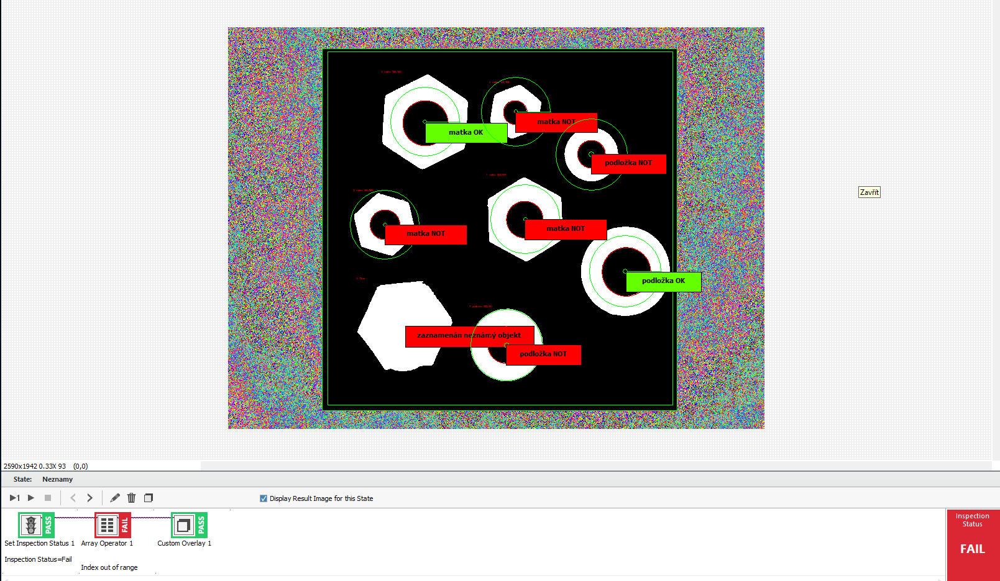 matka OK
matka NOT
podložka NOT
Zavřít
matka NOT
matka NOT
podložka OK
zaznamenán neznámý objekt
podložka NOT
2590x1942 0.33X 93 (0,0)
State: Neznamy
Display Result Image for this State
PASS
FAIL
PASS
Set Inspection Status 1
Array Operator 1
Custom Overlay 1
Inspection Status=Fail
Index out of range
Inspection
Status
FAIL